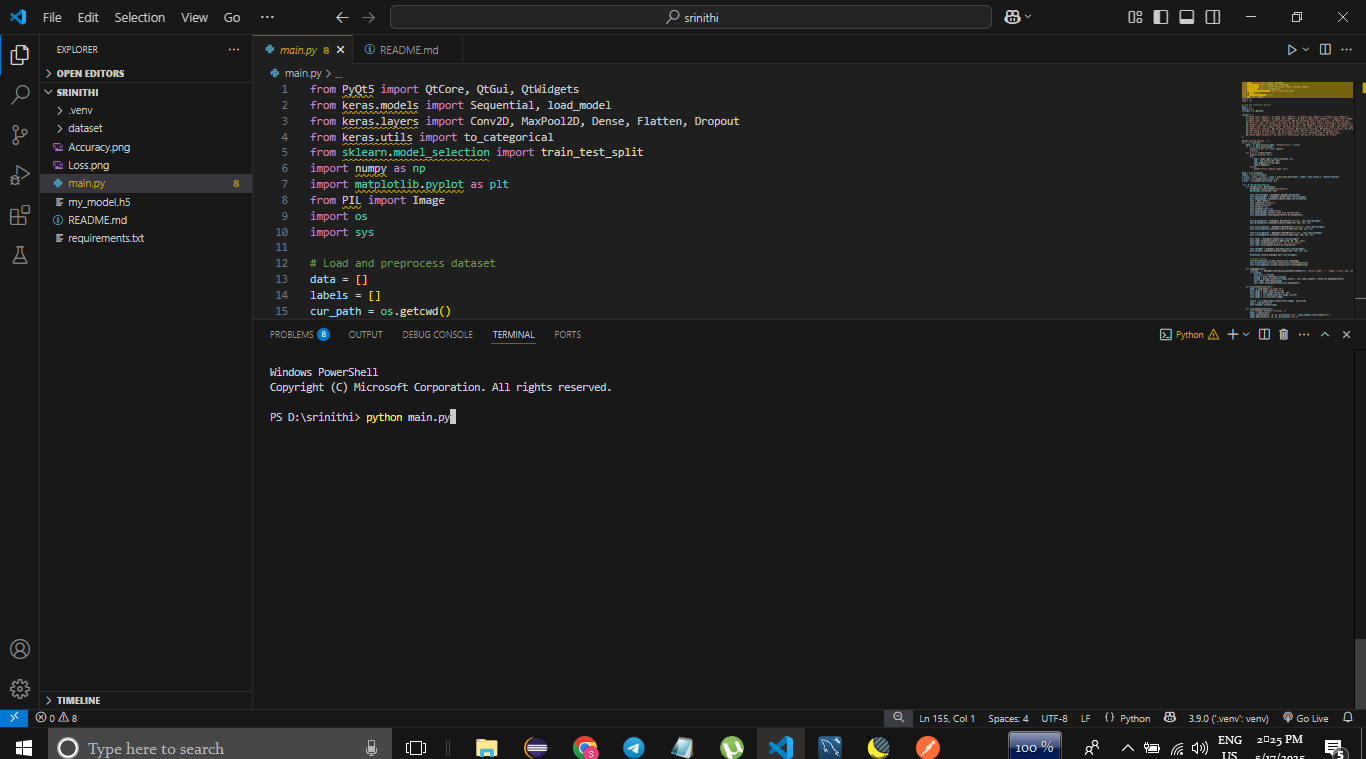 File Edit Selection View Go ··· srinithi
EXPLORER ···
OPEN EDITORS
SRINITHI
.venv
dataset
Accuracy.png
Loss.png
main.py 8
my_model.h5
README.md
requirements.txt
TIMELINE
main.py 8 README.md
main.py > ...
1 from PyQt5 import QtCore, QtGui, QtWidgets
2 from keras.models import Sequential, load_model
3 from keras.layers import Conv2D, MaxPool2D, Dense, Flatten, Dropout
4 from keras.utils import to_categorical
5 from sklearn.model_selection import train_test_split
6 import numpy as np
7 import matplotlib.pyplot as plt
8 from PIL import Image
9 import os
10 import sys
11
12 # Load and preprocess dataset
13 data = []
14 labels = []
15 cur_path = os.getcwd()
PROBLEMS 8 OUTPUT DEBUG CONSOLE TERMINAL PORTS Python
Windows PowerShell
Copyright (C) Microsoft Corporation. All rights reserved.
PS D:\srinithi> python main.py
0 8 Ln 155, Col 1 Spaces: 4 UTF-8 LF {} Python 3.9.0 ('.venv': venv) Go Live
Type here to search 100 % ENG 2:25 PM
US 5/17/2025 5